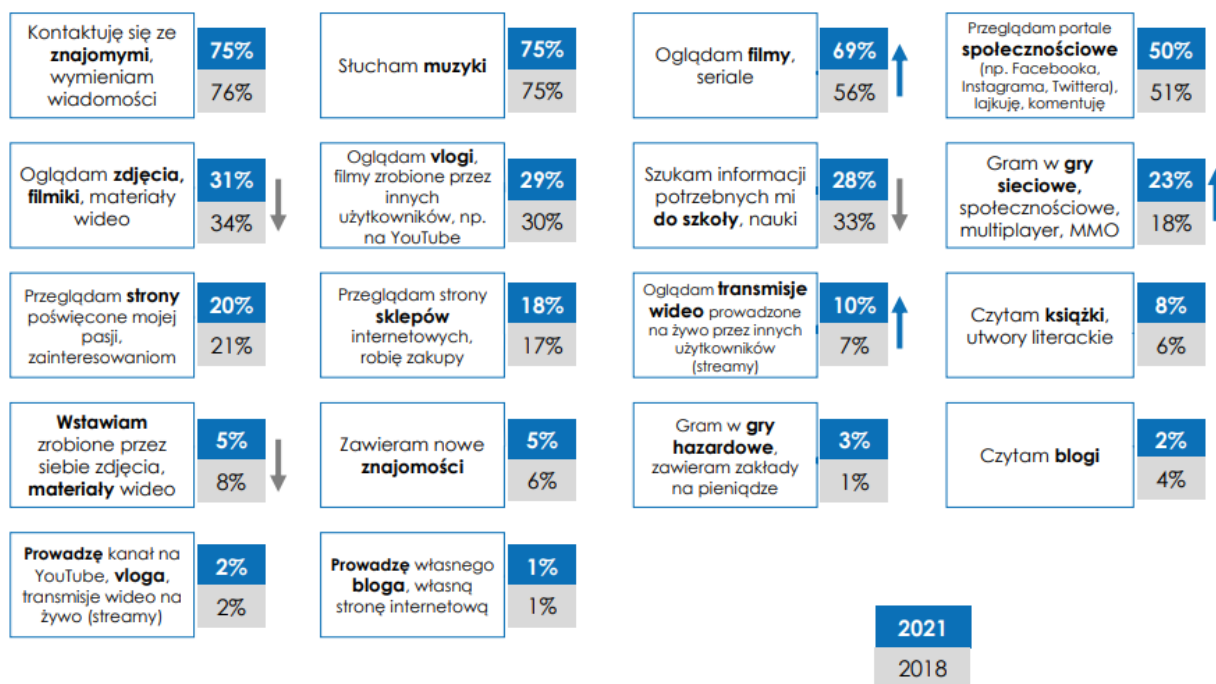 Kontaktuję się ze
znajomymi,
wymieniam
wiadomości
75%
76%
Słucham muzyki
75%
75%
Oglądam filmy,
seriale
69%
56%
Przeglądam portale
społecznościowe
(np. Facebooka,
Instagrama, Twittera),
lajkuję, komentuję
50%
51%
Oglądam zdjęcia,
filmiki, materiały
wideo
31%
34%
Oglądam vlogi,
filmy zrobione przez
innych
użytkowników, np.
na YouTube
29%
30%
Szukam informacji
potrzebnych mi
do szkoły, nauki
28%
33%
Gram w gry
sieciowe,
społecznościowe,
multiplayer, MMO
23%
18%
Przeglądam strony
poświęcone mojej
pasji,
zainteresowaniom
20%
21%
Przeglądam strony
sklepów
internetowych,
robię zakupy
18%
17%
Oglądam transmisje
wideo prowadzone
na żywo przez innych
użytkowników
(streamy)
10%
7%
Czytam książki,
utwory literackie
8%
6%
Wstawiam
zrobione przez
siebie zdjęcia,
materiały wideo
5%
8%
Zawieram nowe
znajomości
5%
6%
Gram w gry
hazardowe,
zawieram zakłady
na pieniądze
3%
1%
Czytam blogi
2%
4%
Prowadzę kanał na
YouTube, vloga,
transmisje wideo na
żywo (streamy)
2%
2%
Prowadzę własnego
bloga, własną
stronę internetową
1%
1%
2021
2018